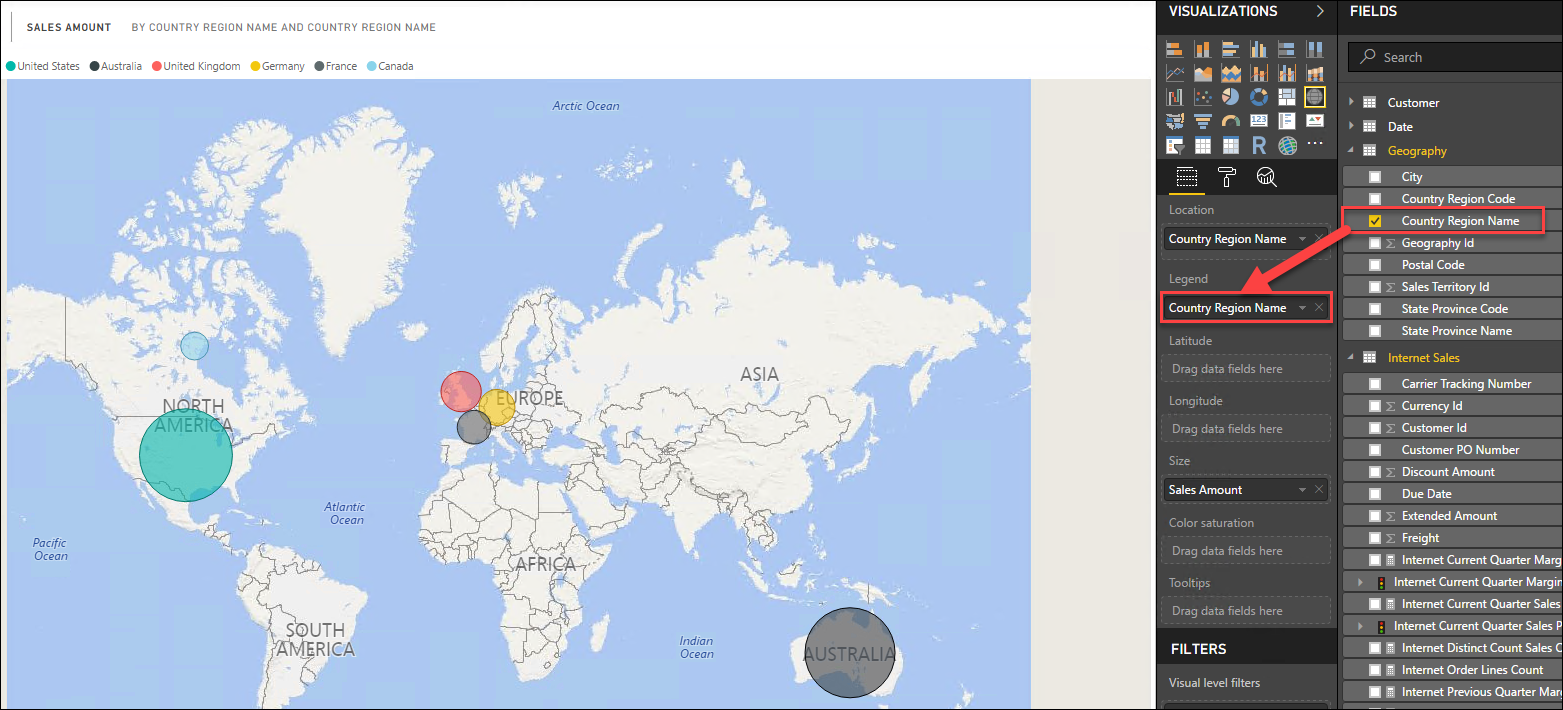 SALES AMOUNT BY COUNTRY REGION NAME AND COUNTRY REGION NAME
United States Australia United Kingdom Germany France Canada
Arctic Ocean
NORTH
AMERICA
EUROPE
ASIA
Atlantic
Ocean
Pacific
Ocean
AFRICA
SOUTH
AMERICA
Indian
Ocean
AUSTRALIA
VISUALIZATIONS
123
R
Location
Country Region Name
Legend
Country Region Name
Latitude
Drag data fields here
Longitude
Drag data fields here
Size
Sales Amount
Color saturation
Drag data fields here
Tooltips
Drag data fields here
FILTERS
Visual level filters
FIELDS
Search
Customer
Date
Geography
City
Country Region Code
Country Region Name
Σ Geography Id
Postal Code
Σ Sales Territory Id
State Province Code
State Province Name
Internet Sales
Carrier Tracking Number
Σ Currency Id
Σ Customer Id
Customer PO Number
Σ Discount Amount
Due Date
Σ Extended Amount
Σ Freight
Internet Current Quarter Marg
Internet Current Quarter Margin
Internet Current Quarter Sales
Internet Current Quarter Sales P
Internet Distinct Count Sales O
Internet Order Lines Count
Internet Previous Quarter Marg